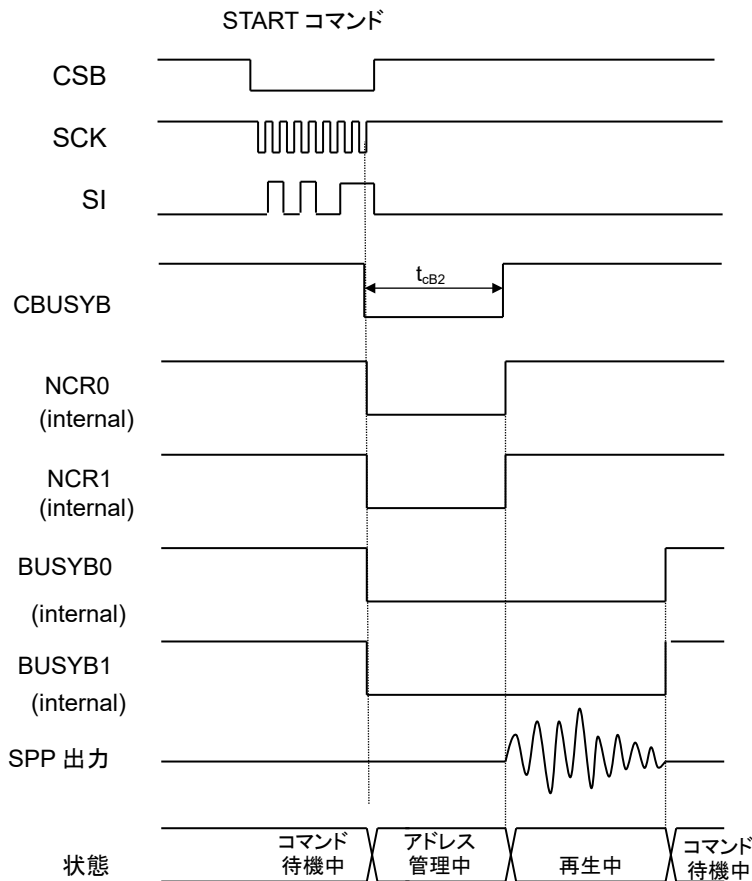 START コマンド
CSB
SCK
SI
tcB2
CBUSYB
NCR0
(internal)
NCR1
(internal)
BUSYB0
(internal)
BUSYB1
(internal)
SPP 出力
状態
コマンド
待機中
アドレス
管理中
再生中
コマンド
待機中